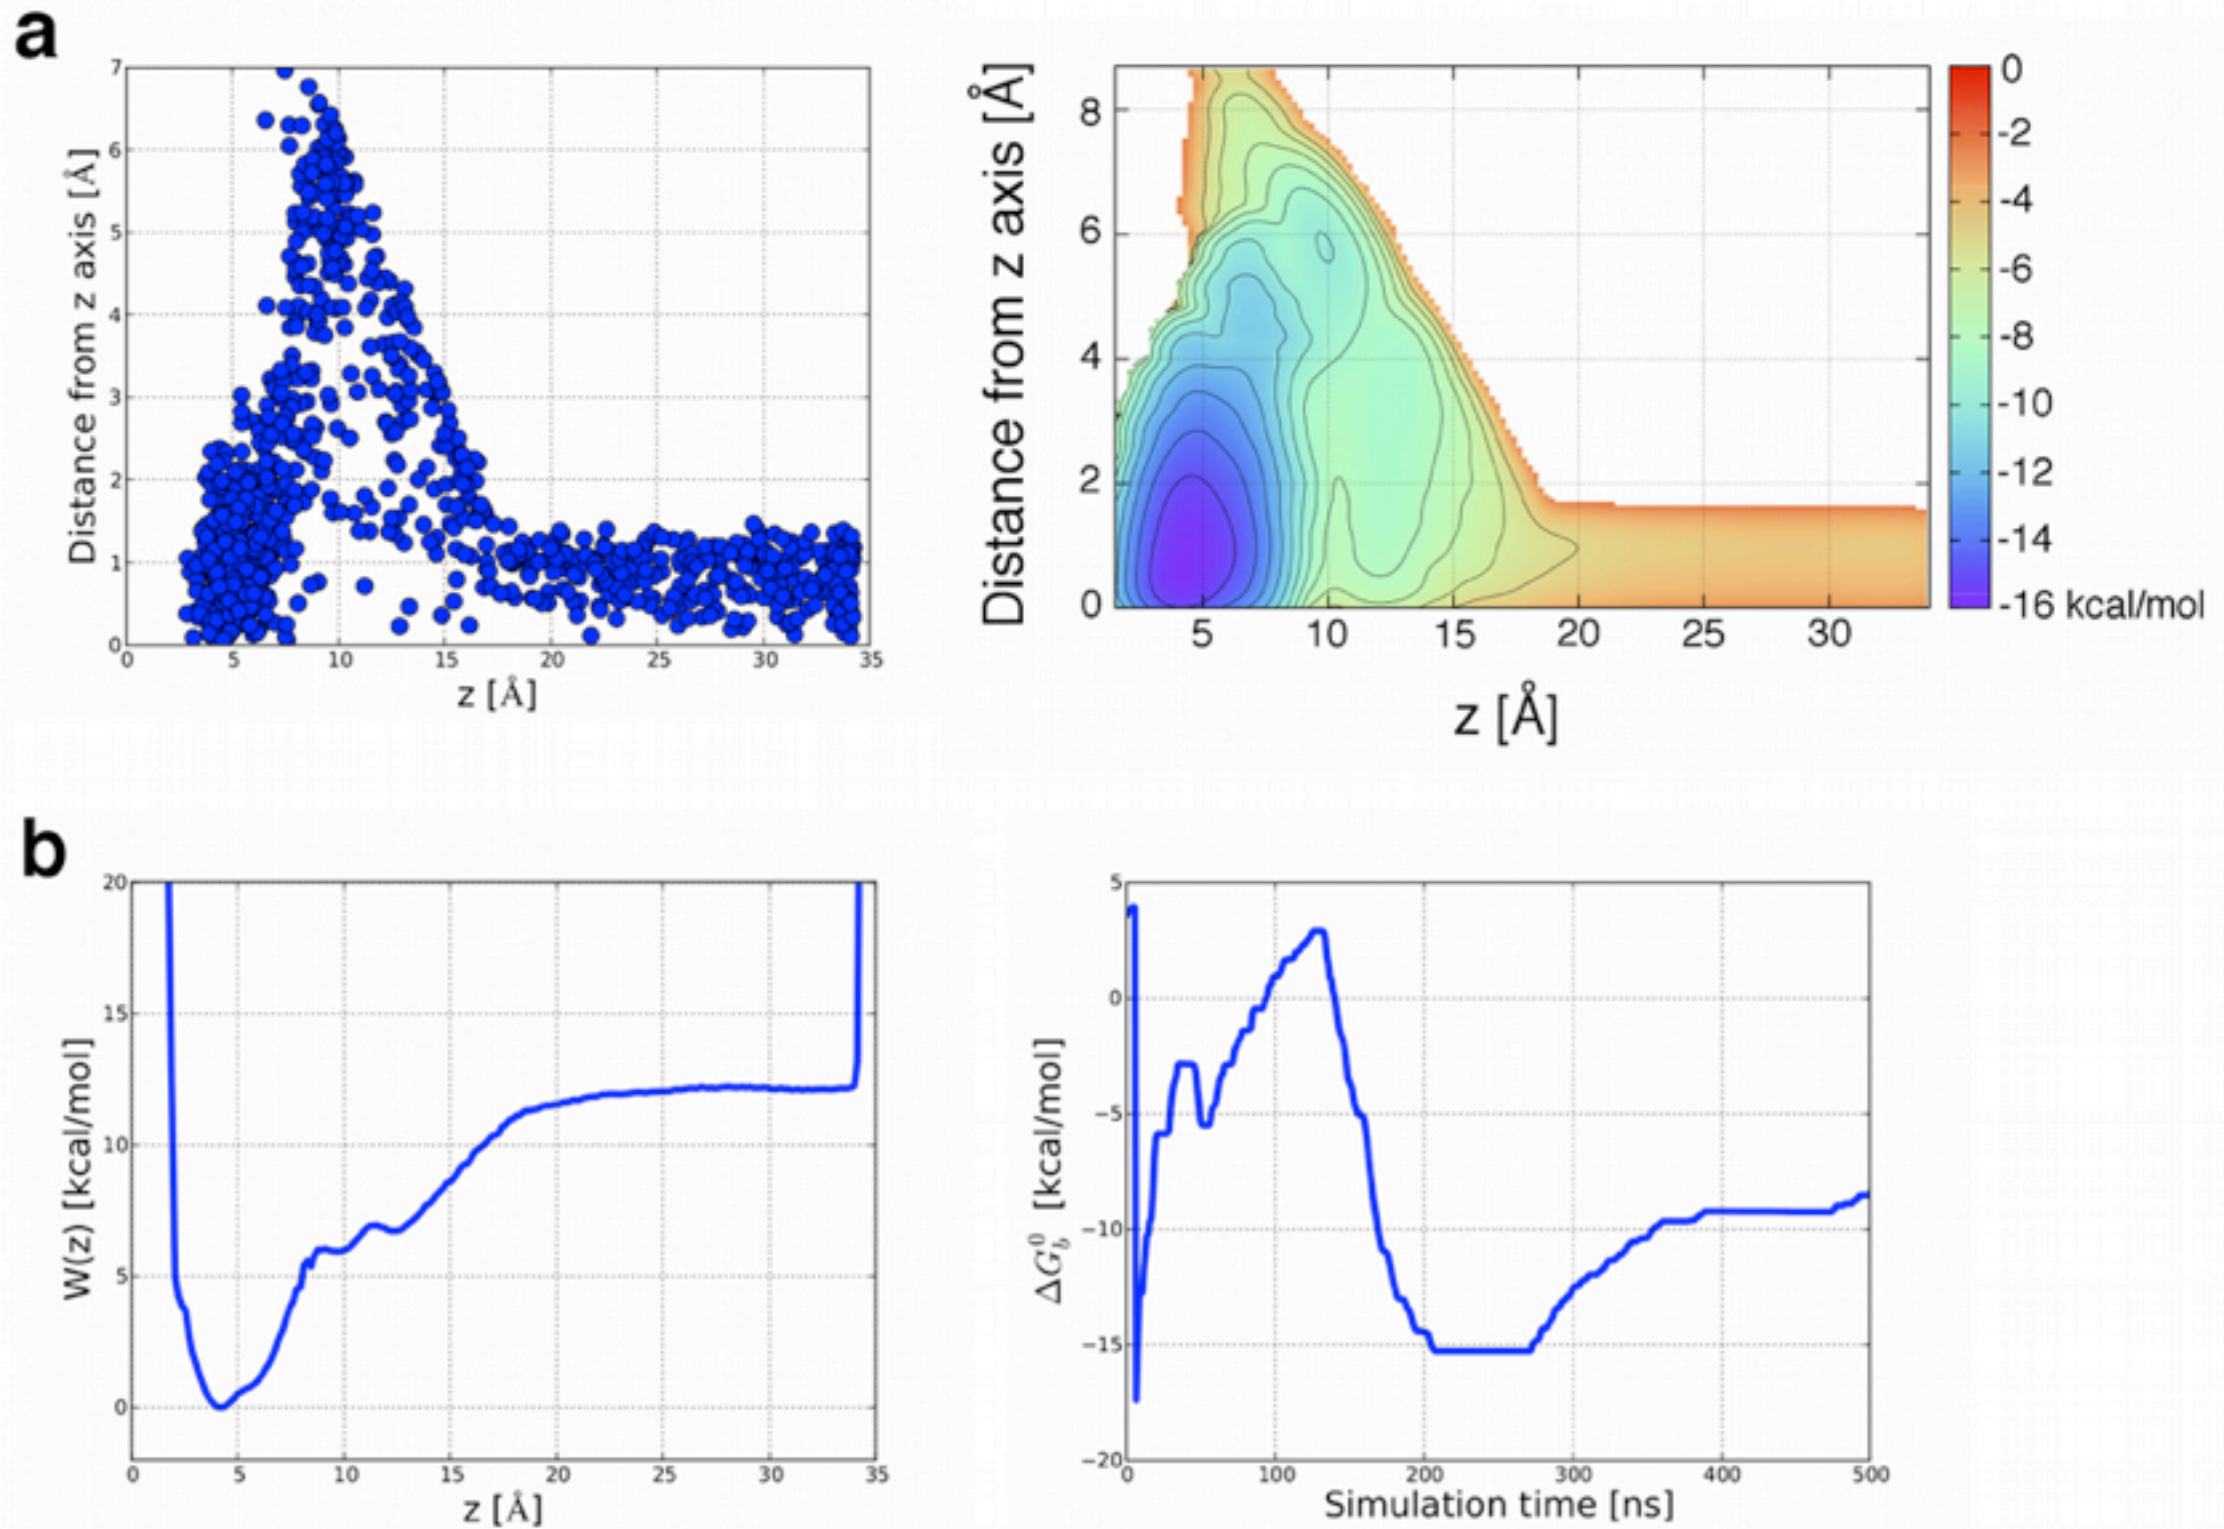 a
Distance from z axis [Å]
7
6
5
4
3
2
1
0
0 5 10 15 20 25 30 35
z [Å]
Distance from z axis [Å]
8
6
4
2
0
5 10 15 20 25 30
z [Å]
0
-2
-4
-6
-8
-10
-12
-14
-16 kcal/mol
b
W(z) [kcal/mol]
20
15
10
5
0
0 5 10 15 20 25 30 35
z [Å]
ΔG_b^0 [kcal/mol]
5
0
−5
−10
−15
−20
0 100 200 300 400 500
Simulation time [ns]